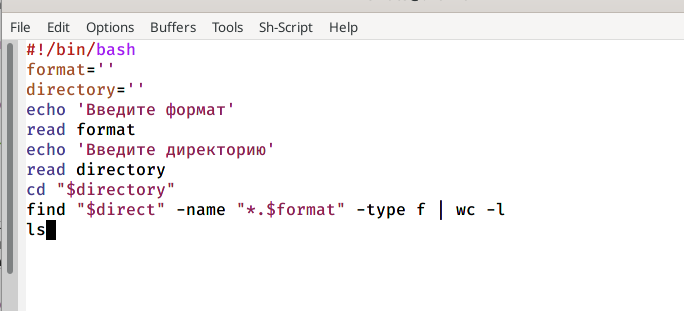 File Edit Options Buffers Tools Sh-Script Help
#!/bin/bash
format=''
directory=''
echo 'Введите формат'
read format
echo 'Введите директорию'
read directory
cd "$directory"
find "$direct" -name "*.$format" -type f | wc -l
ls